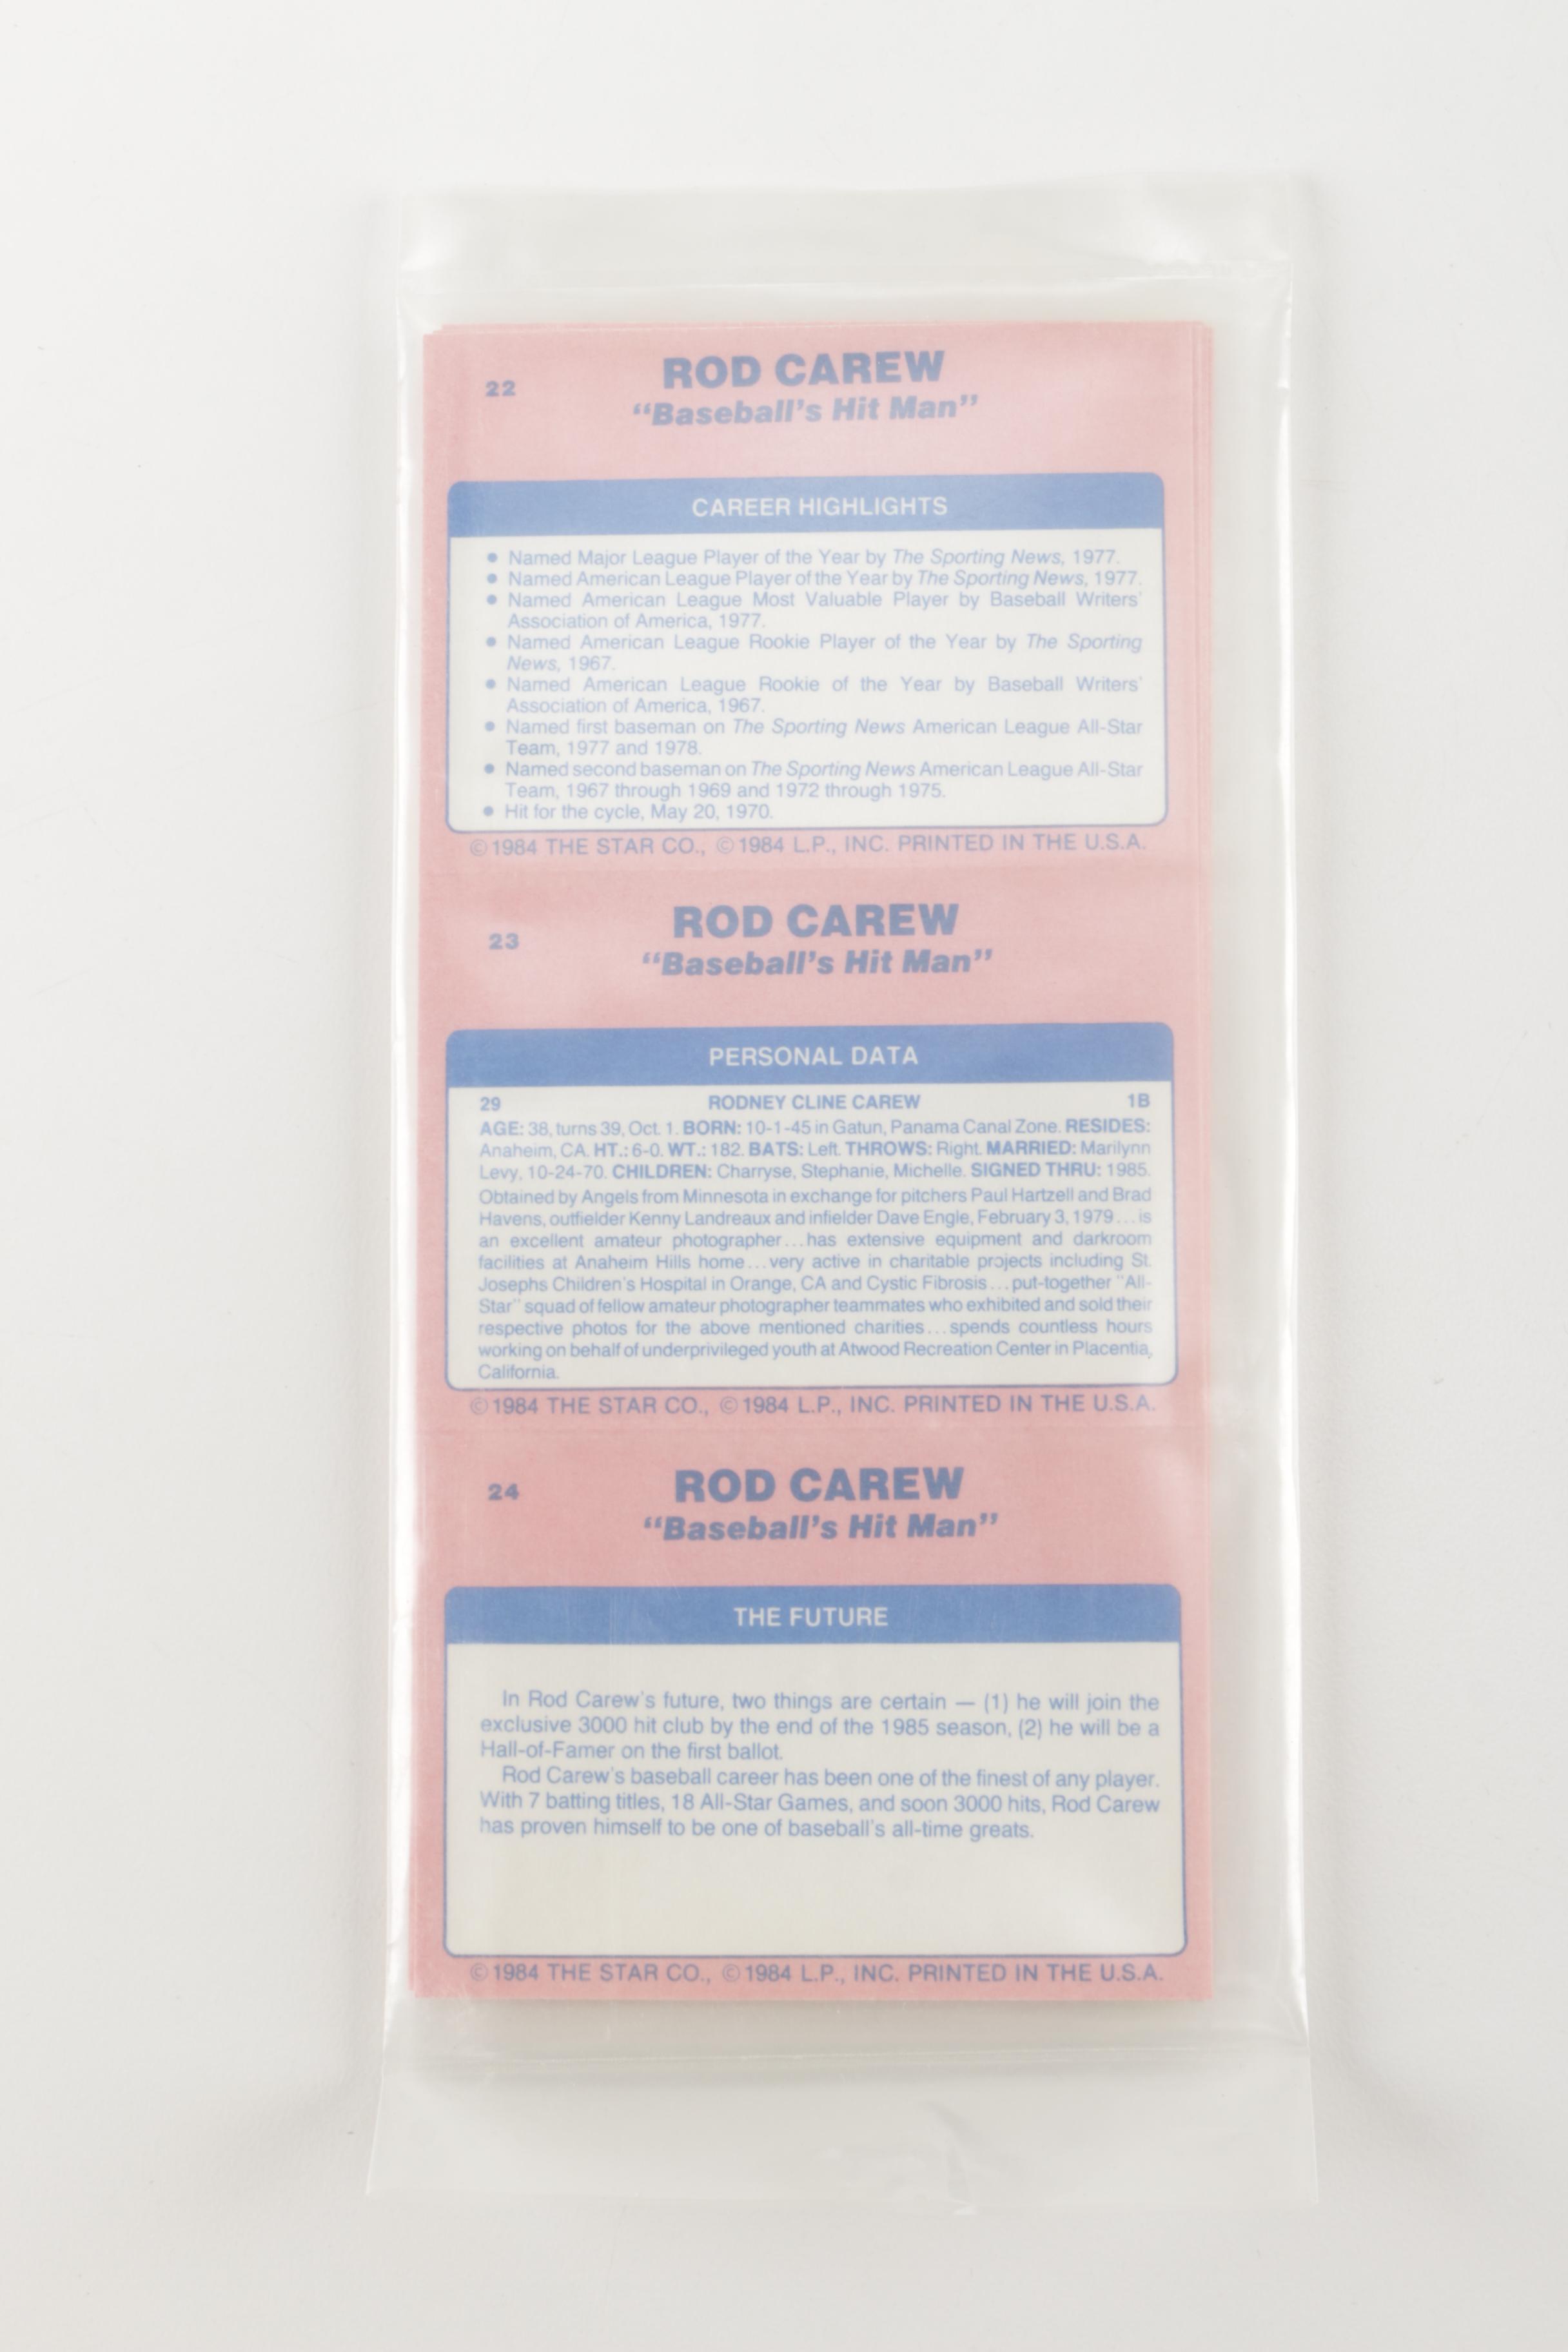 22
ROD CAREW
“Baseball’s Hit Man”
CAREER HIGHLIGHTS
● Named Major League Player of the Year by The Sporting News, 1977.
● Named American League Player of the Year by The Sporting News, 1977.
● Named American League Most Valuable Player by Baseball Writers'
Association of America, 1977.
● Named American League Rookie Player of the Year by The Sporting
News, 1967.
● Named American League Rookie of the Year by Baseball Writers'
Association of America, 1967.
● Named first baseman on The Sporting News American League All-Star
Team, 1977 and 1978.
● Named second baseman on The Sporting News American League All-Star
Team, 1967 through 1969 and 1972 through 1975.
● Hit for the cycle, May 20, 1970.
©1984 THE STAR CO., ©1984 L.P., INC. PRINTED IN THE U.S.A.
23
ROD CAREW
“Baseball’s Hit Man”
PERSONAL DATA
29 RODNEY CLINE CAREW 1B
AGE: 38, turns 39, Oct. 1. BORN: 10-1-45 in Gatun, Panama Canal Zone. RESIDES:
Anaheim, CA. HT.: 6-0. WT.: 182. BATS: Left. THROWS: Right. MARRIED: Marilynn
Levy, 10-24-70. CHILDREN: Charryse, Stephanie, Michelle. SIGNED THRU: 1985.
Obtained by Angels from Minnesota in exchange for pitchers Paul Hartzell and Brad
Havens, outfielder Kenny Landreaux and infielder Dave Engle, February 3, 1979...is
an excellent amateur photographer...has extensive equipment and darkroom
facilities at Anaheim Hills home...very active in charitable projects including St.
Josephs Children's Hospital in Orange, CA and Cystic Fibrosis...put-together "All-
Star" squad of fellow amateur photographer teammates who exhibited and sold their
respective photos for the above mentioned charities...spends countless hours
working on behalf of underprivileged youth at Atwood Recreation Center in Placentia,
California.
©1984 THE STAR CO., ©1984 L.P., INC. PRINTED IN THE U.S.A.
24
ROD CAREW
“Baseball’s Hit Man”
THE FUTURE
In Rod Carew's future, two things are certain — (1) he will join the
exclusive 3000 hit club by the end of the 1985 season, (2) he will be a
Hall-of-Famer on the first ballot.
Rod Carew's baseball career has been one of the finest of any player.
With 7 batting titles, 18 All-Star Games, and soon 3000 hits, Rod Carew
has proven himself to be one of baseball's all-time greats.
©1984 THE STAR CO., ©1984 L.P., INC. PRINTED IN THE U.S.A.